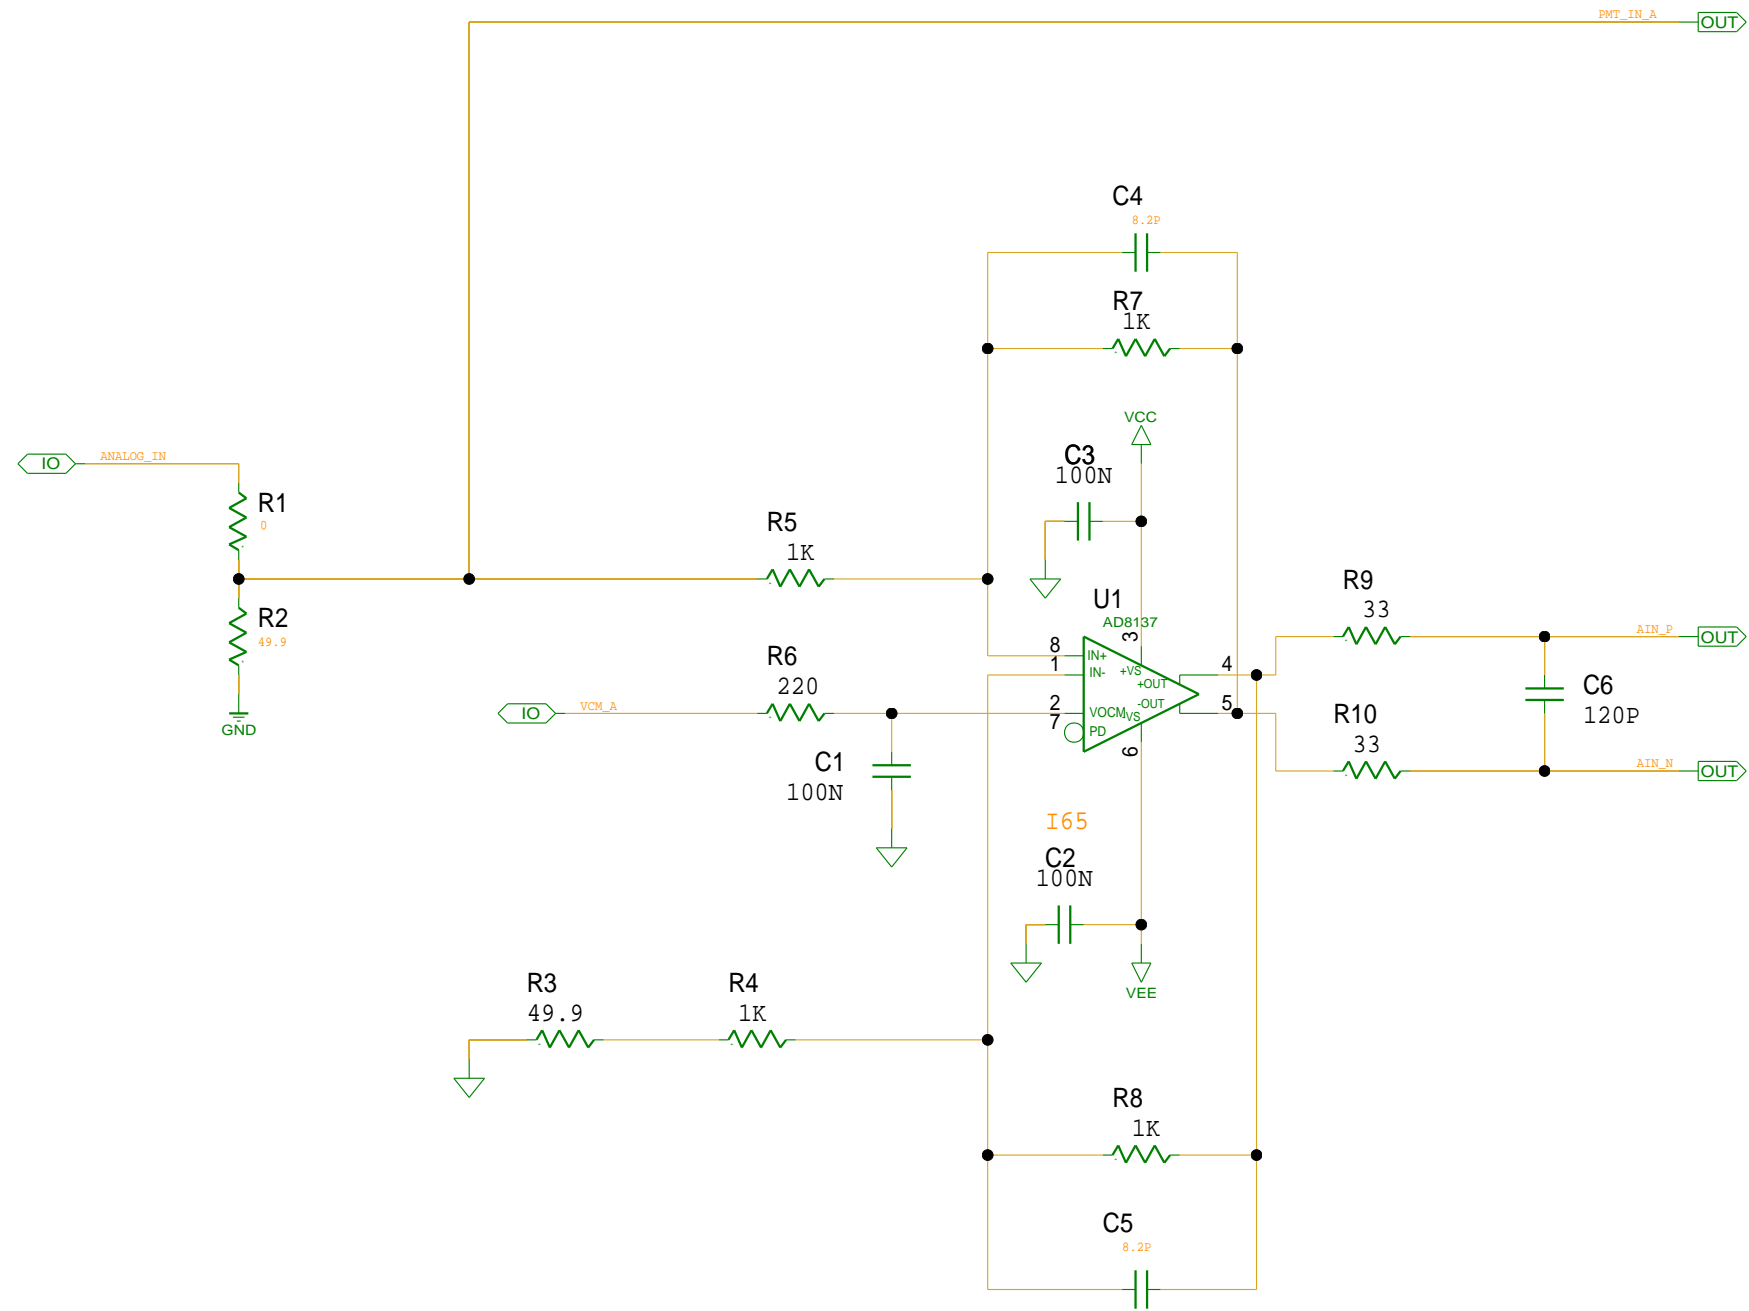 PMT_IN_A
OUT
C4
8.2P
R7
1K
VCC
IO
ANALOG_IN
C3
100N
R1
0
R5
1K
R9
33
U1
AD8137
R2
49.9
AIN_P
OUT
8
IN+
3
1
IN-
+VS
4
+OUT
R6
220
C6
120P
GND
IO
VCM_A
2
VOCM
-VS
-OUT
5
7
PD
R10
33
6
C1
100N
AIN_N
OUT
I65
C2
100N
R3
49.9
R4
1K
VEE
R8
1K
C5
8.2P